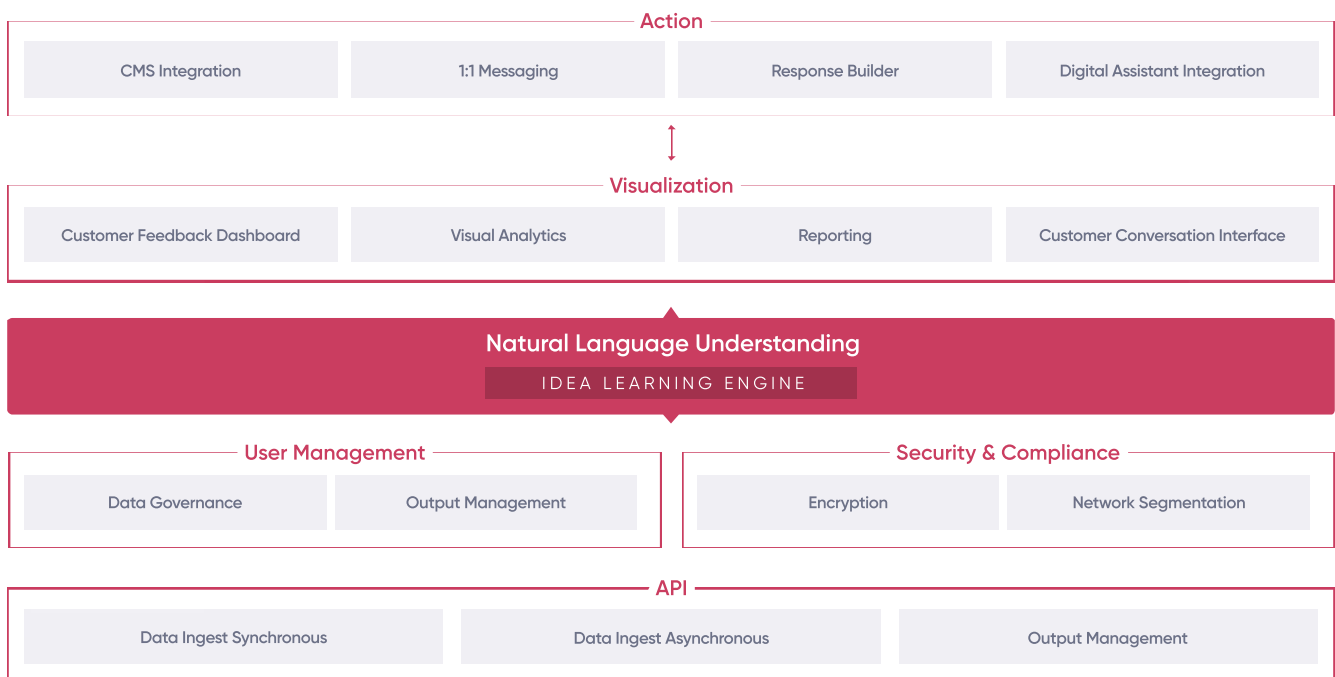 Action
CMS Integration
1:1 Messaging
Response Builder
Digital Assistant Integration
Visualization
Customer Feedback Dashboard
Visual Analytics
Reporting
Customer Conversation Interface
Natural Language Understanding
IDEA LEARNING ENGINE
User Management
Data Governance
Output Management
Security & Compliance
Encryption
Network Segmentation
API
Data Ingest Synchronous
Data Ingest Asynchronous
Output Management